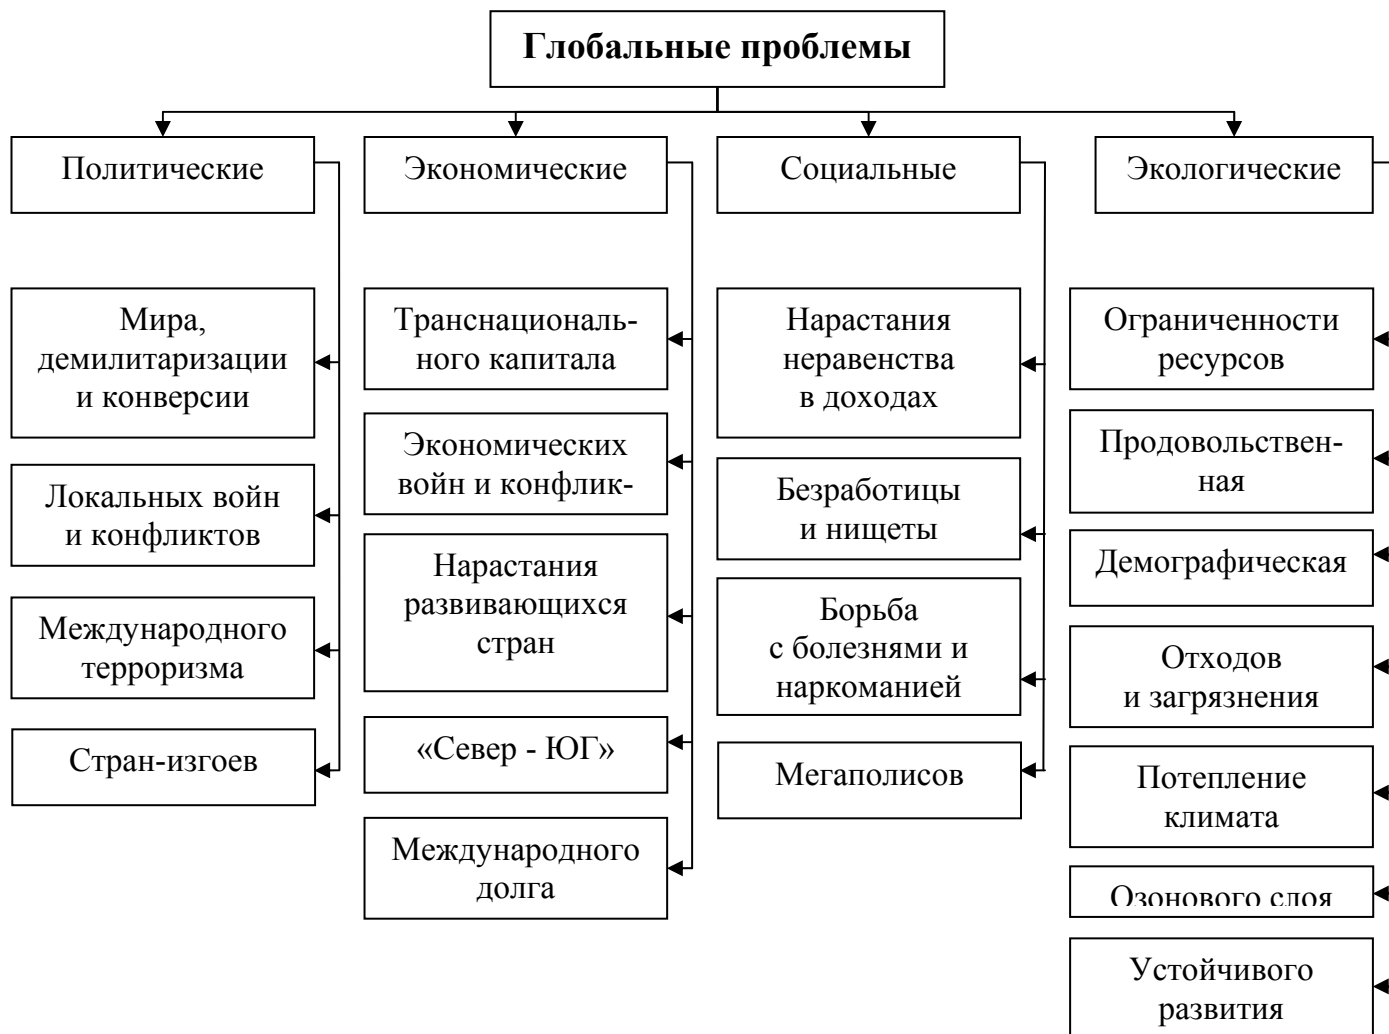 Глобальные проблемы
Политические
Экономические
Социальные
Экологические
Мира,
демилитаризации
и конверсии
Локальных войн
и конфликтов
Международного
терроризма
Стран-изгоев
Транснациональ-
ного капитала
Экономических
войн и конфлик-
Нарастания
развивающихся
стран
«Север - ЮГ»
Международного
долга
Нарастания
неравенства
в доходах
Безработицы
и нищеты
Борьба
с болезнями и
наркоманией
Мегаполисов
Ограниченности
ресурсов
Продовольствен-
ная
Демографическая
Отходов
и загрязнения
Потепление
климата
Озонового слоя
Устойчивого
развития